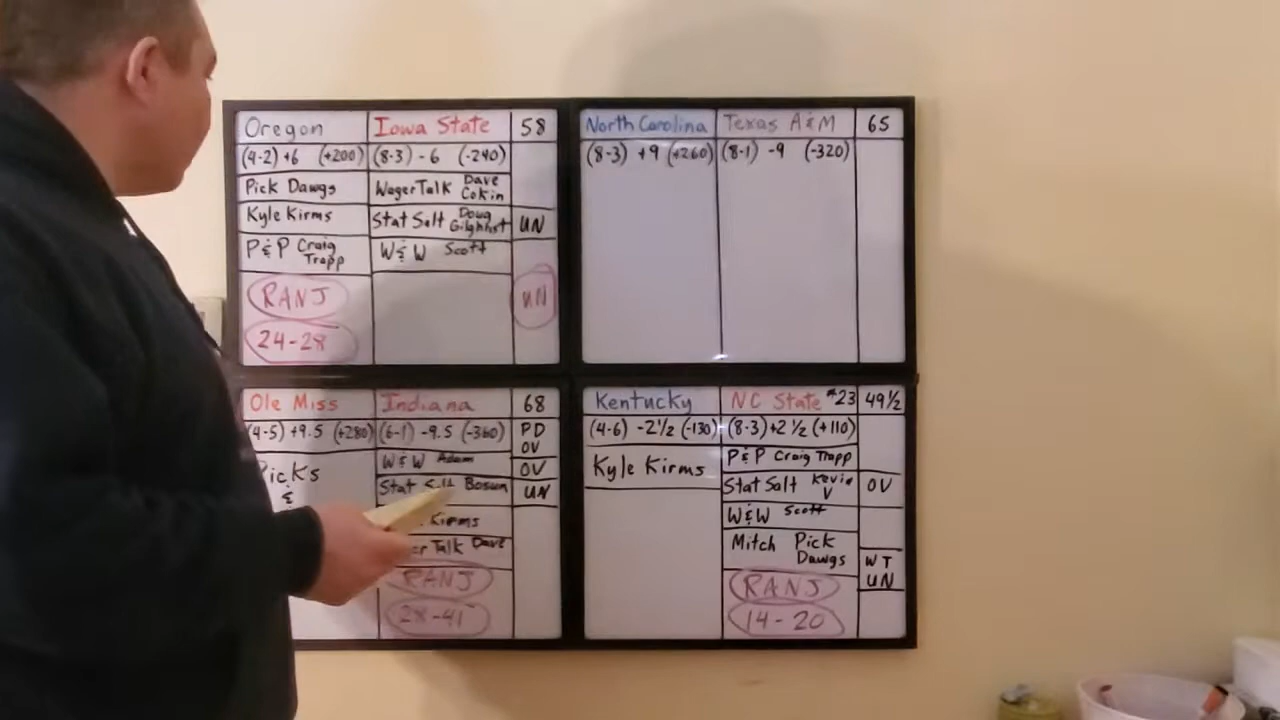 Oregon
Iowa State
58
(4-2) +6 (+200)
(8-3) -6 (-240)
Pick Dawgs
WagerTalk Dave Cokin
Kyle Kirms
Stat Salt Doug
UN
P&P Craig Trapp
W&W Scott
RANJ
UN
24-28
North Carolina
Texas A&M
65
(8-3) +9 (+260)
(8-1) -9 (-320)
Ole Miss
Indiana
68
(4-5) +9.5 (+280)
(6-1) -9.5 (-360)
PD
OV
Picks
&
W&W Adam
OV
Stat Salt
UN
Kirms
Talk Dave
RANJ
28-41
Kentucky
NC State #23
49½
(4-6) -2½ (-130)
(8-3) +2½ (+110)
Kyle Kirms
P&P Craig Trapp
Stat Salt
OV
W&W Scott
Mitch Pick Dawgs
WT
UN
RANJ
14-20